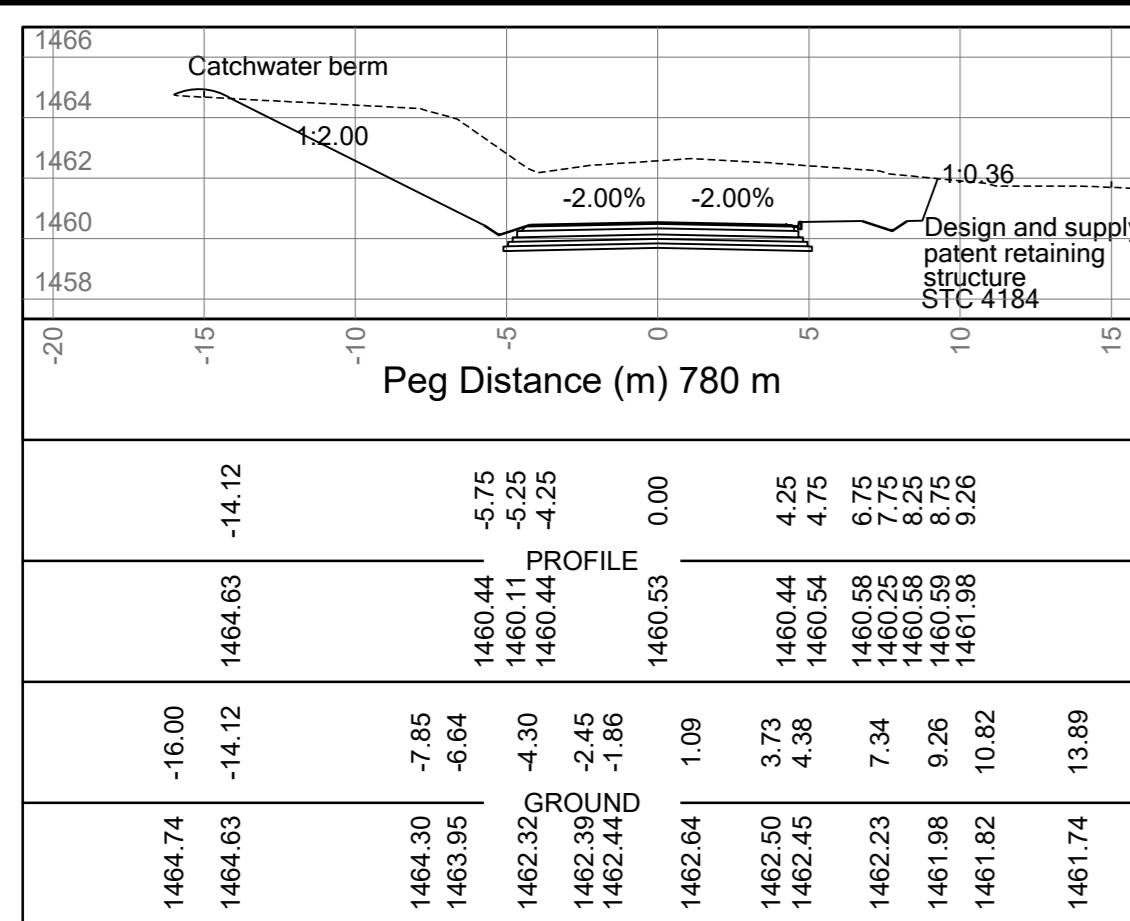 1466
Catchwater berm
1464
1:2.00
1462
1:0.36
-2.00% -2.00%
1460
Design and supply
patent retaining
structure
STC 4184
1458
-20 -15 -10 -5 0 5 10 15
Peg Distance (m) 780 m
-14.12 -5.75 -5.25 -4.25 0.00 4.25 4.75 6.75 7.75 8.25 8.75 9.26
PROFILE
1464.63 1460.44 1460.11 1460.44 1460.53 1460.44 1460.54 1460.58 1460.25 1460.58 1460.59 1461.98
-16.00 -14.12 -7.85 -6.64 -4.30 -2.45 -1.86 1.09 3.73 4.38 7.34 9.26 10.82 13.89
GROUND
1464.74 1464.63 1464.30 1463.95 1462.32 1462.39 1462.44 1462.64 1462.50 1462.45 1462.23 1461.98 1461.82 1461.74